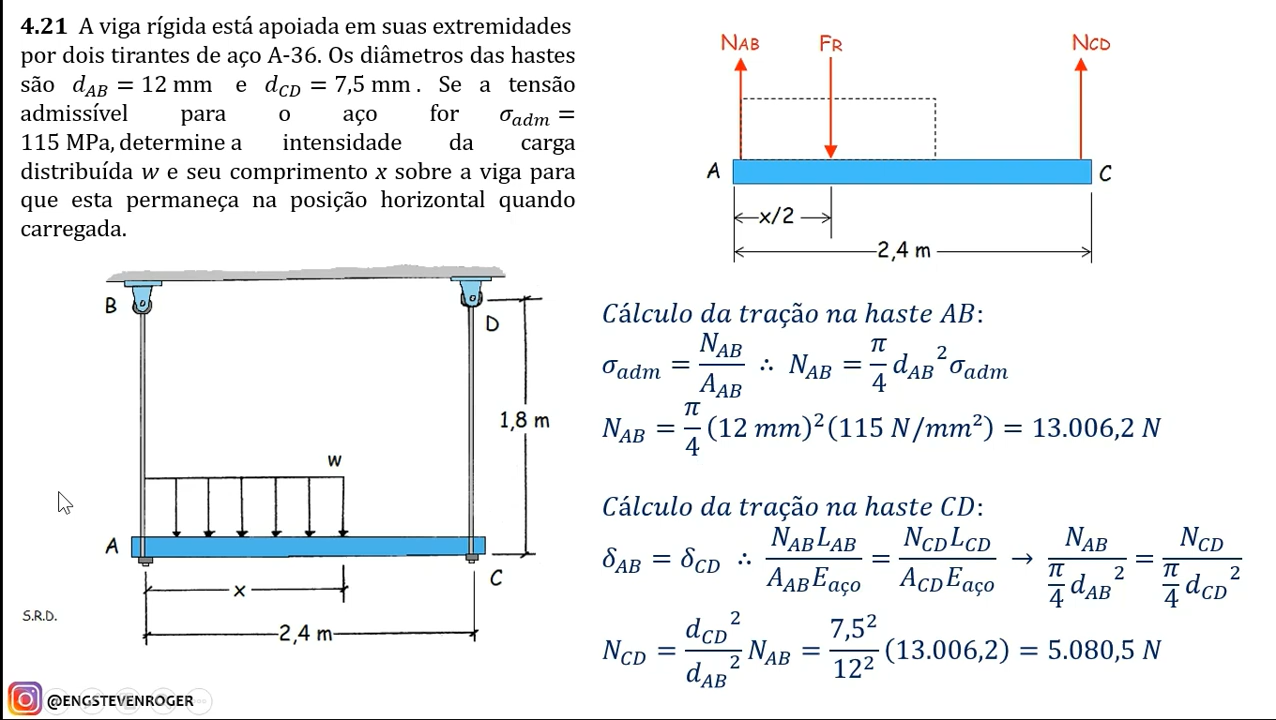 4.21 A viga rígida está apoiada em suas extremidades
por dois tirantes de aço A-36. Os diâmetros das hastes
são d_AB = 12 mm e d_CD = 7,5 mm. Se a tensão
admissível para o aço for σ_adm =
115 MPa, determine a intensidade da carga
distribuída w e seu comprimento x sobre a viga para
que esta permaneça na posição horizontal quando
carregada.
B
D
1,8 m
w
A
C
x
2,4 m
S.R.D.
@ENGSTEVENROGER
N_AB
F_R
N_CD
A
C
x/2
2,4 m
Cálculo da tração na haste AB:
σ_adm = N_AB / A_AB ∴ N_AB = π/4 d_AB² σ_adm
N_AB = π/4 (12 mm)² (115 N/mm²) = 13.006,2 N
Cálculo da tração na haste CD:
δ_AB = δ_CD ∴ N_AB L_AB / A_AB E_aço = N_CD L_CD / A_CD E_aço → N_AB / π/4 d_AB² = N_CD / π/4 d_CD²
N_CD = d_CD² / d_AB² N_AB = 7,5² / 12² (13.006,2) = 5.080,5 N